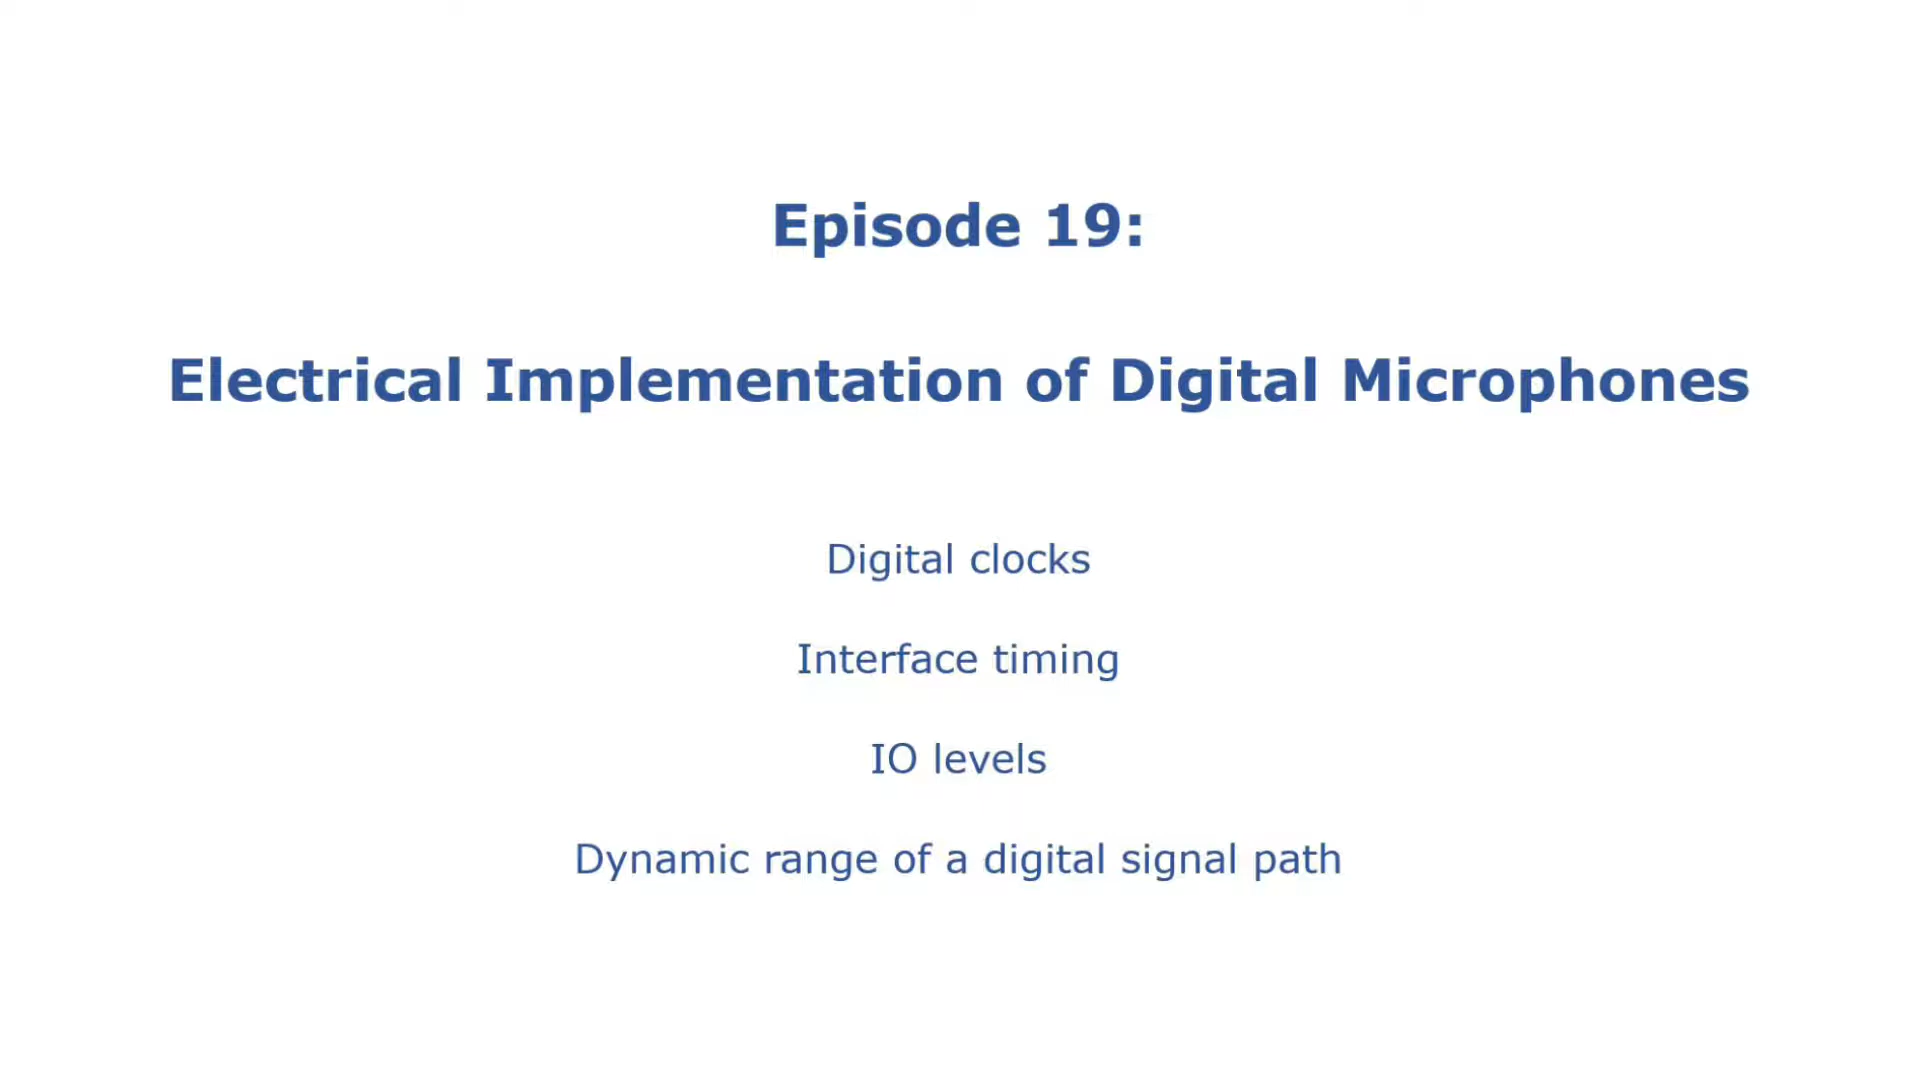 Episode 19:
Electrical Implementation of Digital Microphones
Digital clocks
Interface timing
IO levels
Dynamic range of a digital signal path